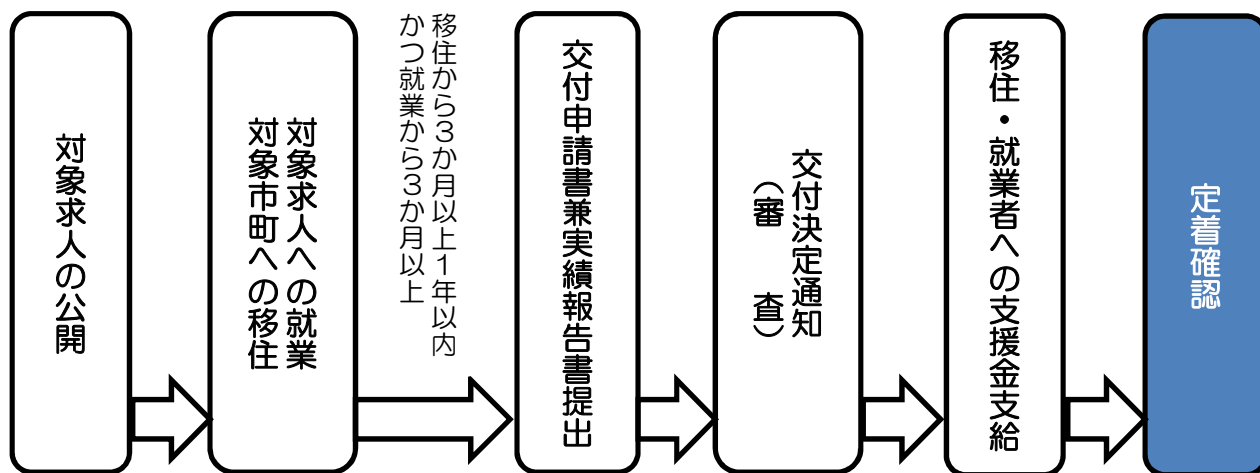 対象求人の公開
対象求人への就業
対象市町への移住
移住から3か月以上1年以内
かつ就業から3か月以上
交付申請書兼実績報告書提出
交付決定通知
（審　　査）
移住・就業者への支援金支給
定着確認